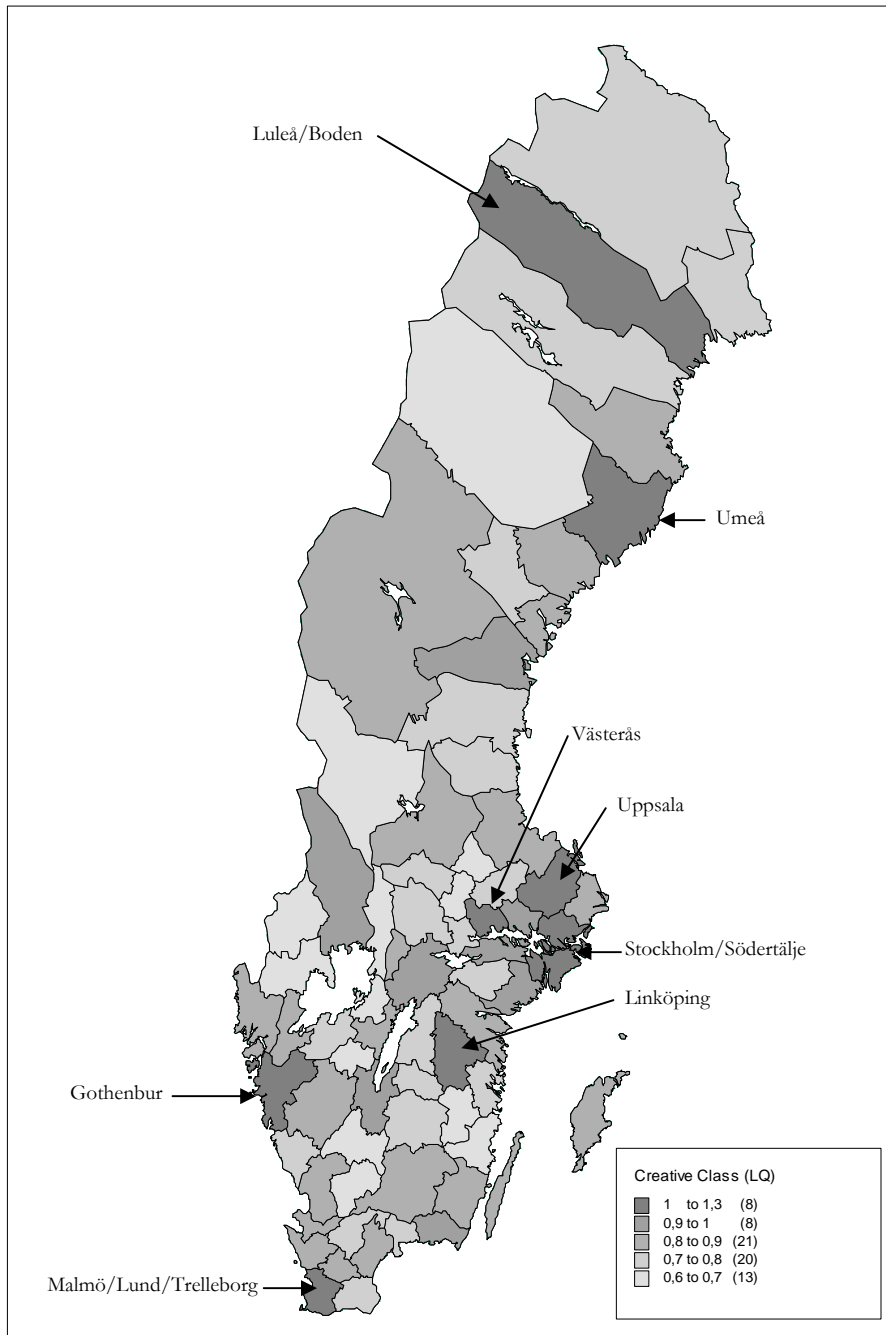 Luleå/Boden
Umeå
Västerås
Uppsala
Stockholm/Södertälje
Linköping
Gothenbur
Malmö/Lund/Trelleborg
Creative Class (LQ)
1 to 1,3 (8)
0,9 to 1 (8)
0,8 to 0,9 (21)
0,7 to 0,8 (20)
0,6 to 0,7 (13)